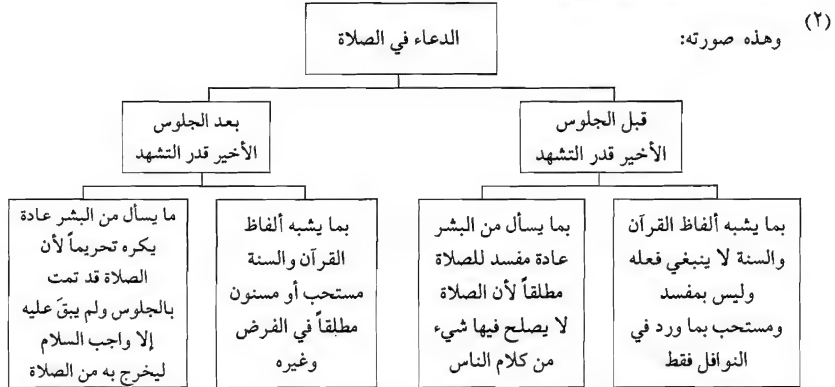 (٢) وهذه صورته:
الدعاء في الصلاة
قبل الجلوس
الأخير قدر التشهد
بعد الجلوس
الأخير قدر التشهد
بما يشبه ألفاظ القرآن
والسنة لا ينبغي فعله
وليس بمفسد
ومستحب بما ورد في
النوافل فقط
بما يسأل من البشر
عادة مفسد للصلاة
مطلقاً لأن الصلاة
لا يصلح فيها شيء
من كلام الناس
بما يشبه ألفاظ
القرآن والسنة
مستحب أو مسنون
مطلقاً في الفرض
وغيره
ما يسأل من البشر عادة
يكره تحريماً لأن
الصلاة قد تمت
بالجلوس ولم يبقَ عليه
إلا واجب السلام
ليخرج به من الصلاة